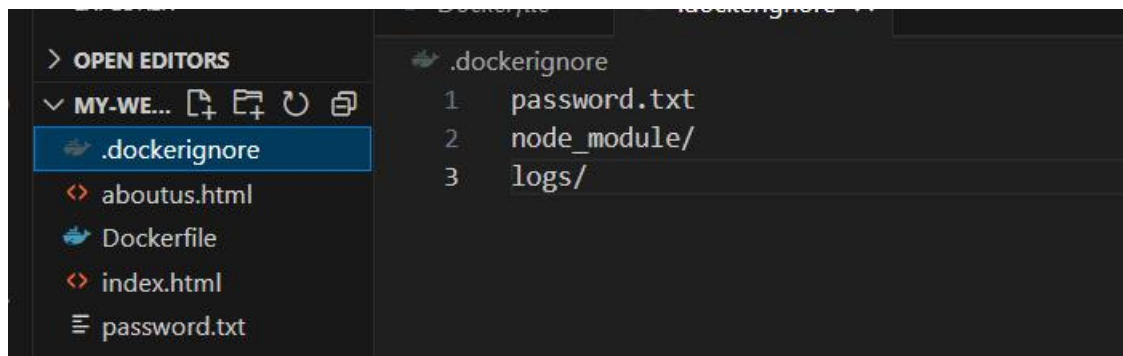 OPEN EDITORS
MY-WE...
.dockerignore
aboutus.html
Dockerfile
index.html
password.txt
.dockerignore
1 password.txt
2 node_module/
3 logs/